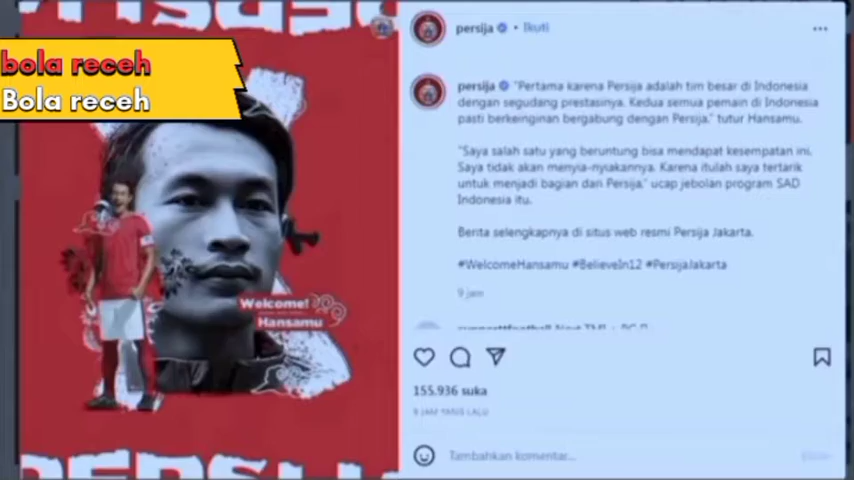 bola receh
Bola receh
Welcome!
Hansamu
PERSIJA
persija • Ikuti
persija "Pertama karena Persija adalah tim besar di Indonesia
dengan segudang prestasinya. Kedua semua pemain di Indonesia
pasti berkeinginan bergabung dengan Persija," tutur Hansamu.
"Saya salah satu yang beruntung bisa mendapat kesempatan ini.
Saya tidak akan menyia-nyiakannya. Karena itulah saya tertarik
untuk menjadi bagian dari Persija," ucap jebolan program SAD
Indonesia itu.
Berita selengkapnya di situs web resmi Persija Jakarta.
#WelcomeHansamu #BelieveIn12 #PersijaJakarta
9 jam
155.936 suka
9 JAM YANG LALU
Tambahkan komentar...